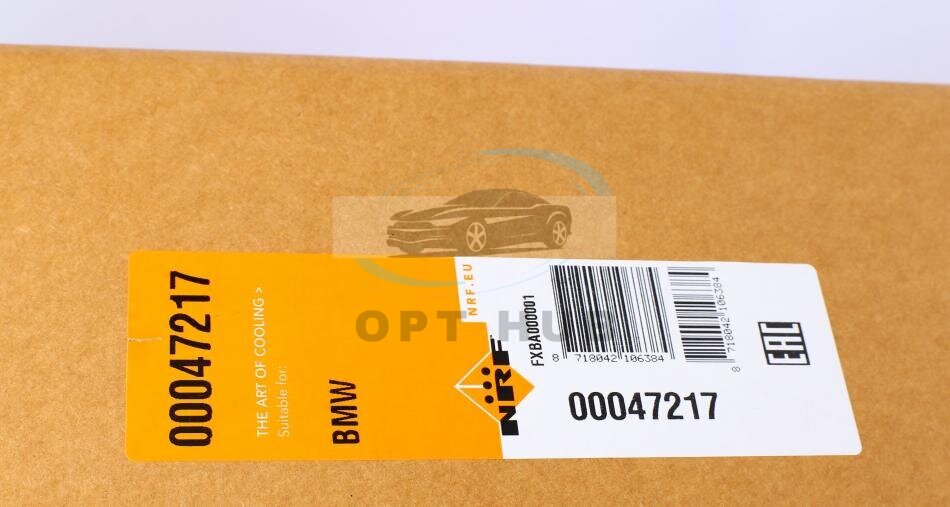 00047217
THE ART OF COOLING >
Suitable for:
BMW
NRF.EU
NRF
FXBA000001
8 718042 106384
8 718042 106384
00047217
EAC
OPT HUB